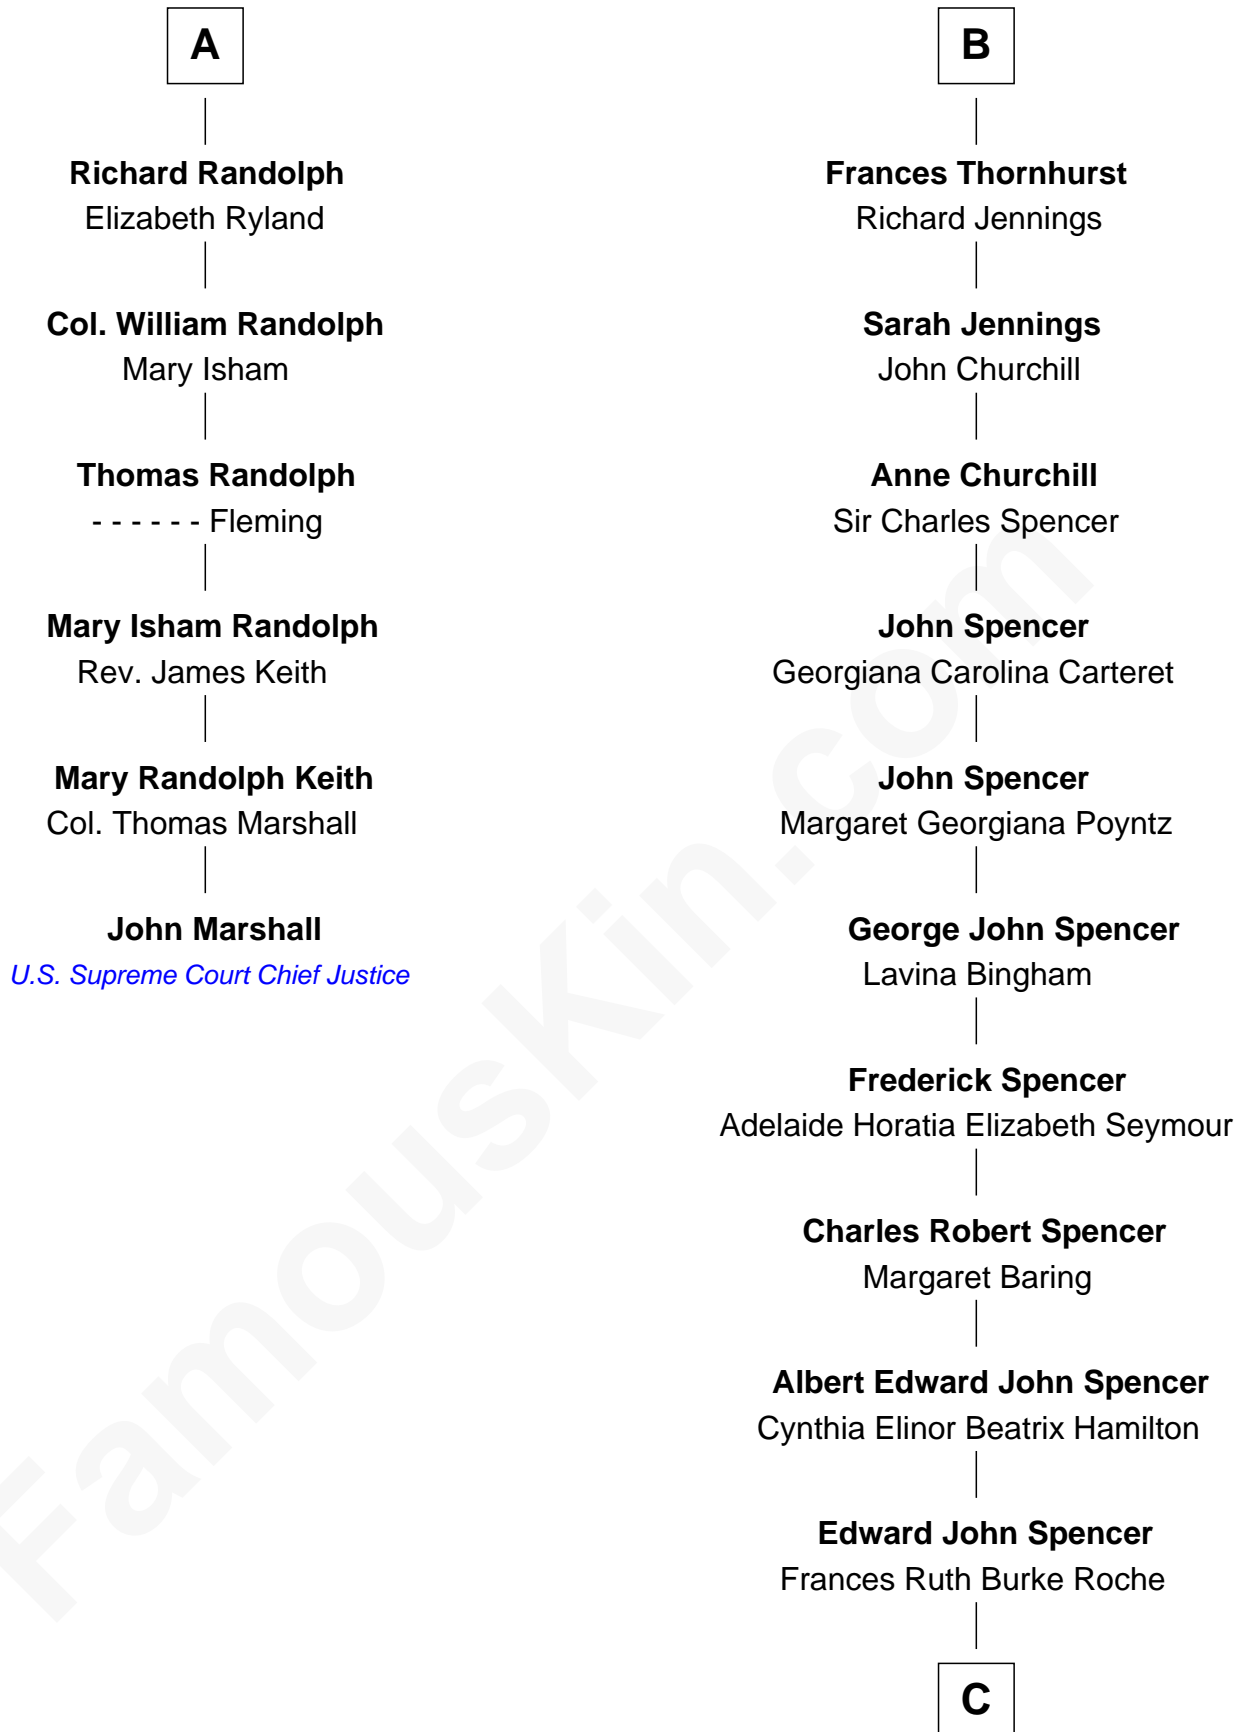 A
Richard Randolph
Elizabeth Ryland
Col. William Randolph
Mary Isham
Thomas Randolph
- - - - - - Fleming
Mary Isham Randolph
Rev. James Keith
Mary Randolph Keith
Col. Thomas Marshall
John Marshall
U.S. Supreme Court Chief Justice
B
Frances Thornhurst
Richard Jennings
Sarah Jennings
John Churchill
Anne Churchill
Sir Charles Spencer
John Spencer
Georgiana Carolina Carteret
John Spencer
Margaret Georgiana Poyntz
George John Spencer
Lavina Bingham
Frederick Spencer
Adelaide Horatia Elizabeth Seymour
Charles Robert Spencer
Margaret Baring
Albert Edward John Spencer
Cynthia Elinor Beatrix Hamilton
Edward John Spencer
Frances Ruth Burke Roche
C
FamousKin.com